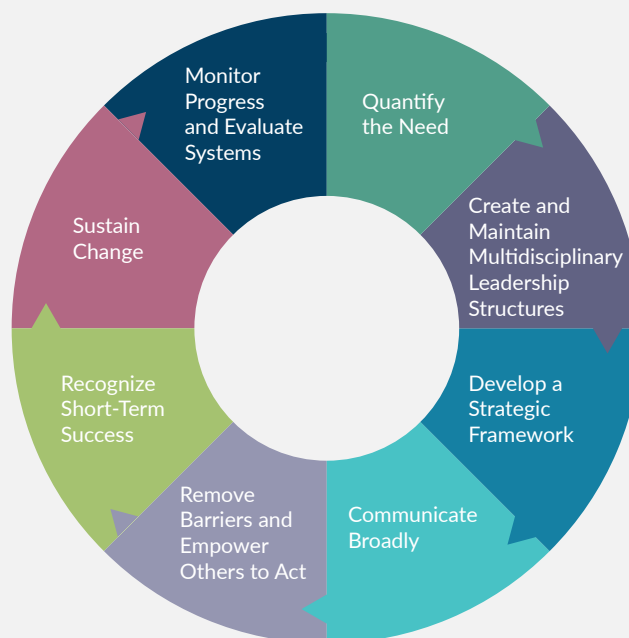 Quantify
the Need
Create and
Maintain
Multidisciplinary
Leadership
Structures
Develop a
Strategic
Framework
Communicate
Broadly
Remove
Barriers and
Empower
Others to Act
Recognize
Short-Term
Success
Sustain
Change
Monitor
Progress
and Evaluate
Systems